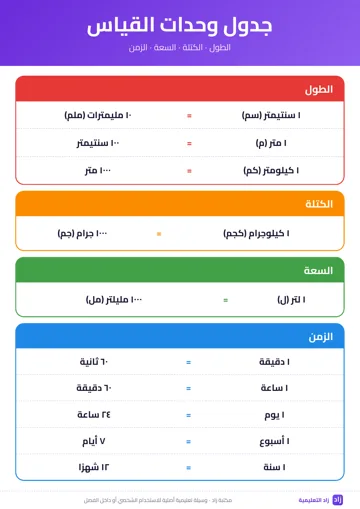 جدول وحدات القياس
الطول · الكتلة · السعة · الزمن
الطول
١ سنتيمتر (سم) = ١٠ مليمترات (ملم)
١ متر (م) = ١٠٠ سنتيمتر
١ كيلومتر (كم) = ١٠٠٠ متر
الكتلة
١ كيلوجرام (كجم) = ١٠٠٠ جرام (جم)
السعة
١ لتر (ل) = ١٠٠٠ مليلتر (مل)
الزمن
١ دقيقة = ٦٠ ثانية
١ ساعة = ٦٠ دقيقة
١ يوم = ٢٤ ساعة
١ أسبوع = ٧ أيام
١ سنة = ١٢ شهرًا
زاد زاد التعليمية
مكتبة زاد · وسيلة تعليمية أصلية للاستخدام الشخصي أو داخل الفصل